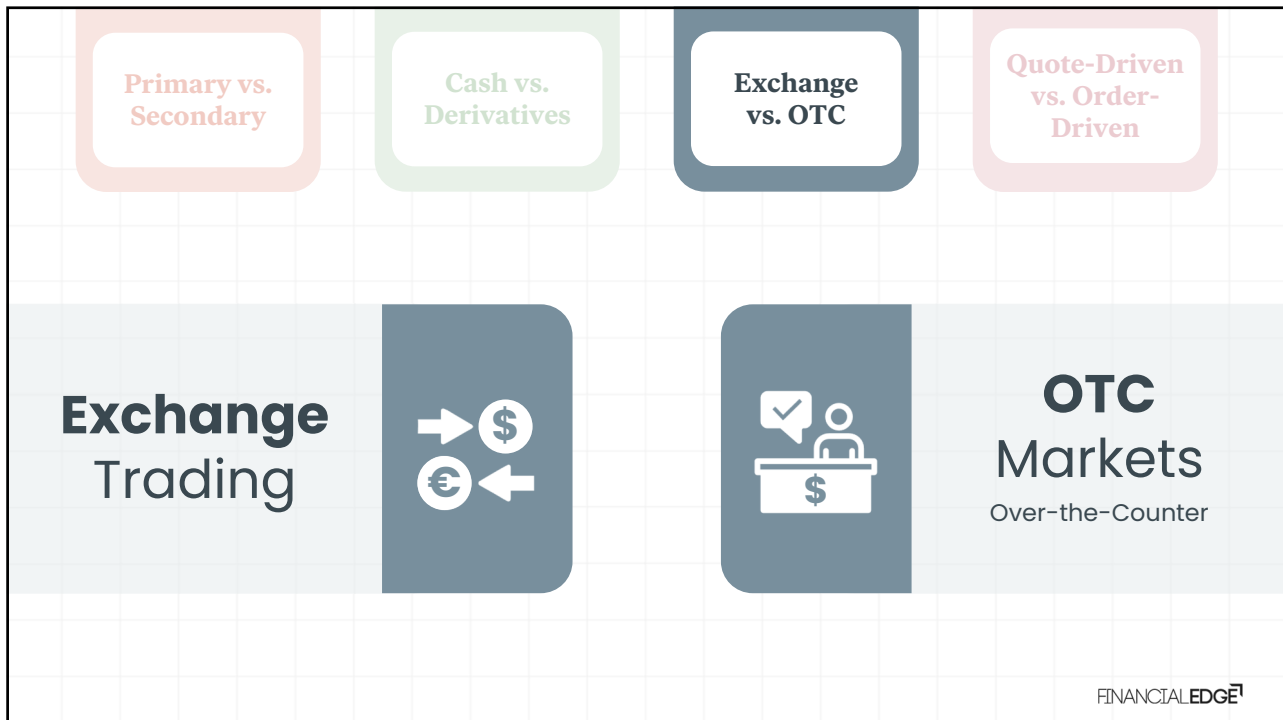 Primary vs.
Secondary
Cash vs.
Derivatives
Exchange
vs. OTC
Quote-Driven
vs. Order-
Driven
Exchange
Trading
$
€
$
OTC
Markets
Over-the-Counter
FINANCIALEDGE